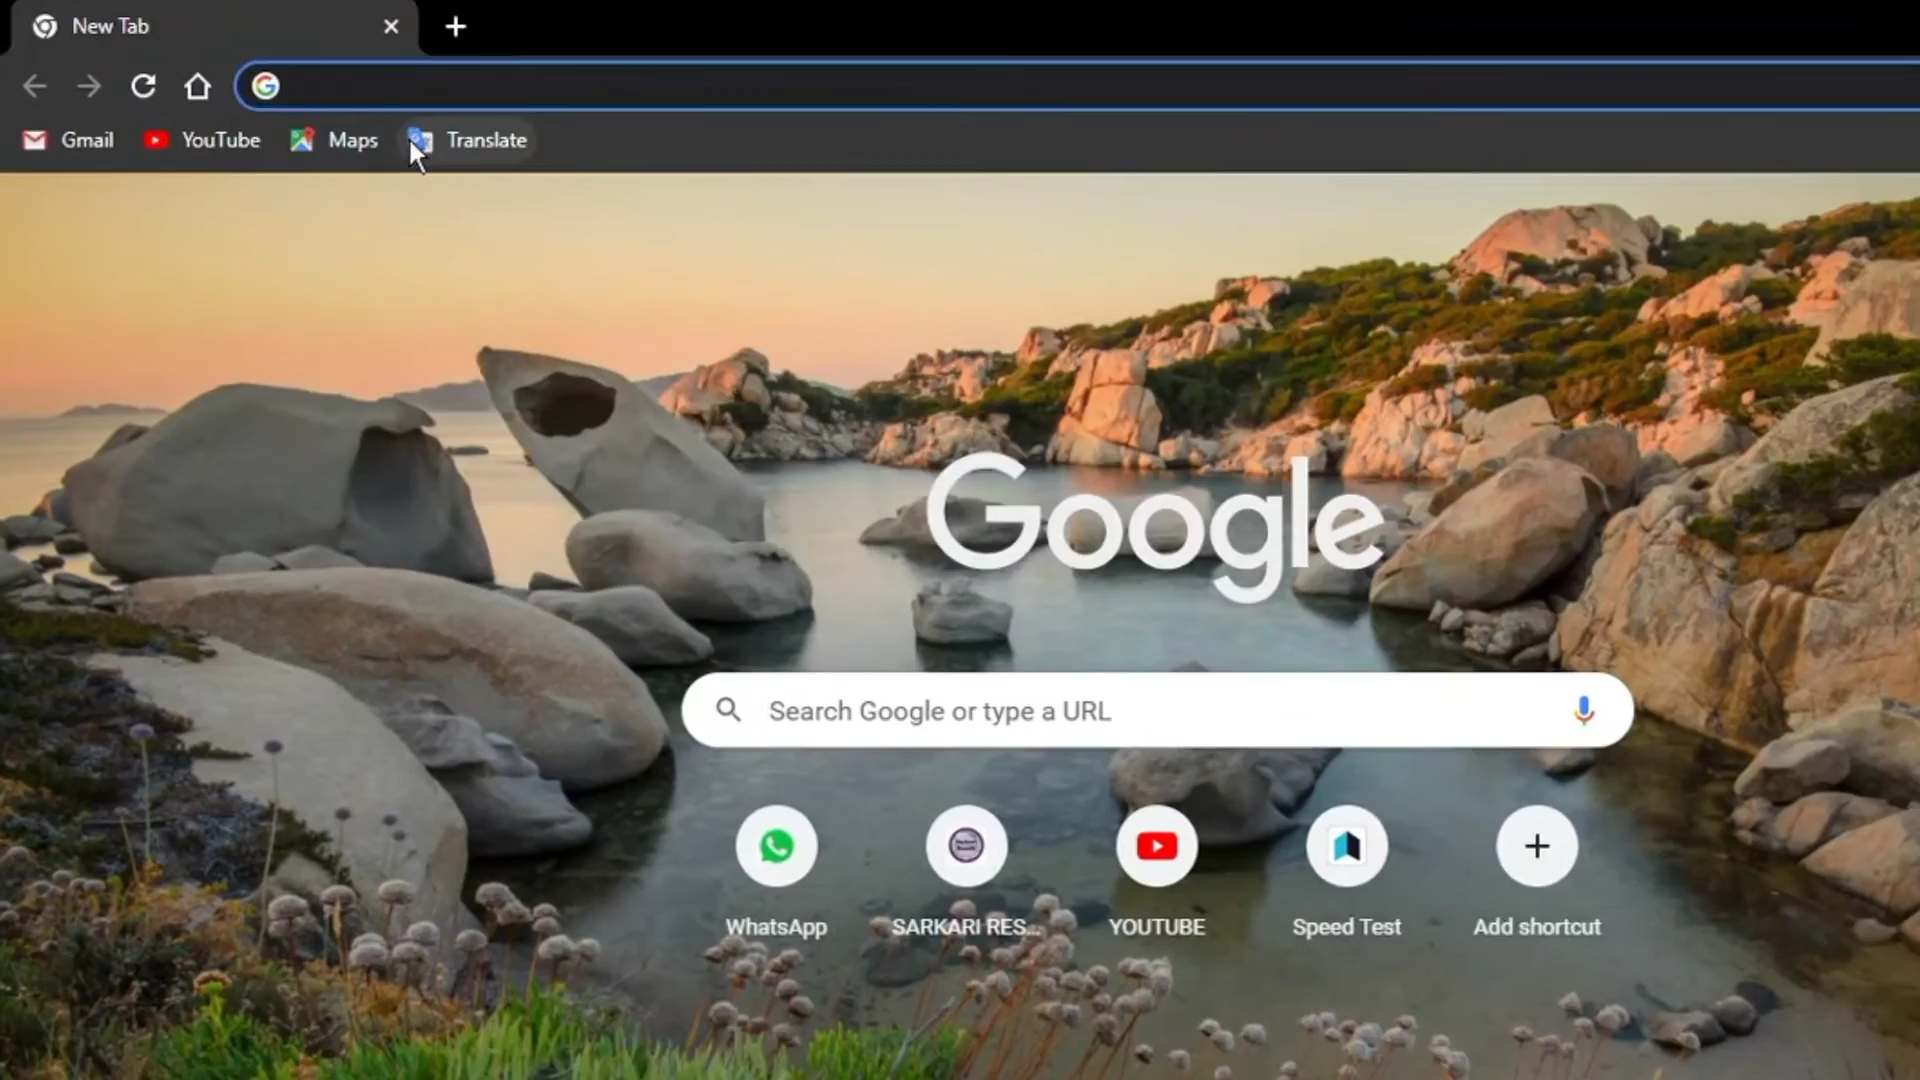 New Tab
Gmail YouTube Maps Translate
Google
Search Google or type a URL
WhatsApp SARKARI RES... YOUTUBE Speed Test Add shortcut